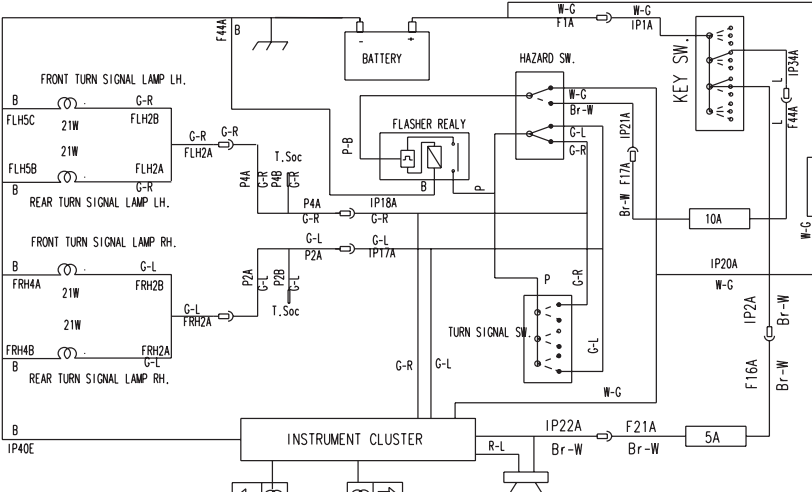 W-G
F1A
W-G
IP1A
F44A
B
-
+
BATTERY
HAZARD SW.
KEY SW.
L
IP34A
F44A
L
FRONT TURN SIGNAL LAMP LH.
B
G-R
FLH5C
FLH2B
21W
21W
FLH5B
FLH2A
B
G-R
REAR TURN SIGNAL LAMP LH.
G-R
G-R
FLH2A
T.Soc
P4A
G-R
P4B
G-R
P4A
G-R
IP18A
G-R
P-B
FLASHER REALY
B
P
W-G
Br-W
G-L
G-R
IP21A
F17A
Br-W
10A
W-G
FRONT TURN SIGNAL LAMP RH.
B
G-L
FRH4A
FRH2B
21W
21W
FRH4B
FRH2A
B
G-L
REAR TURN SIGNAL LAMP RH.
G-L
FRH2A
P2A
G-L
P2B
G-L
T.Soc
G-L
P2A
G-L
IP17A
IP20A
W-G
G-R
P
TURN SIGNAL SW.
G-L
IP2A
Br-W
F16A
Br-W
G-R
G-L
W-G
B
IP40E
INSTRUMENT CLUSTER
R-L
IP22A
Br-W
F21A
Br-W
5A